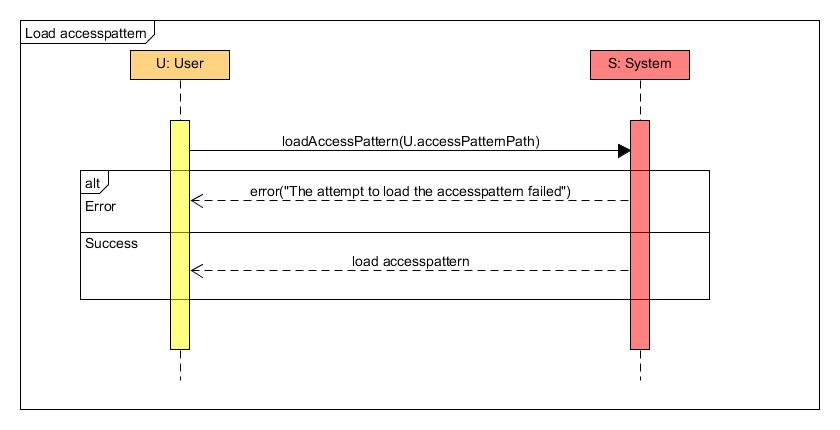 Load accesspattern
U: User
S: System
loadAccessPattern(U.accessPatternPath)
alt
error("The attempt to load the accesspattern failed")
Error
Success
load accesspattern